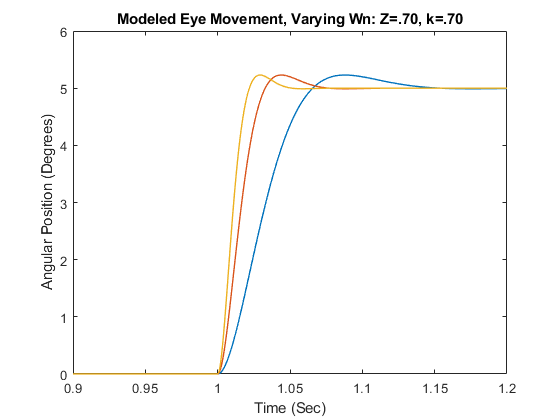 Modeled Eye Movement, Varying Wn: Z=.70, k=.70
6
5
4
3
2
1
0
Angular Position (Degrees)
0.9 0.95 1 1.05 1.1 1.15 1.2
Time (Sec)